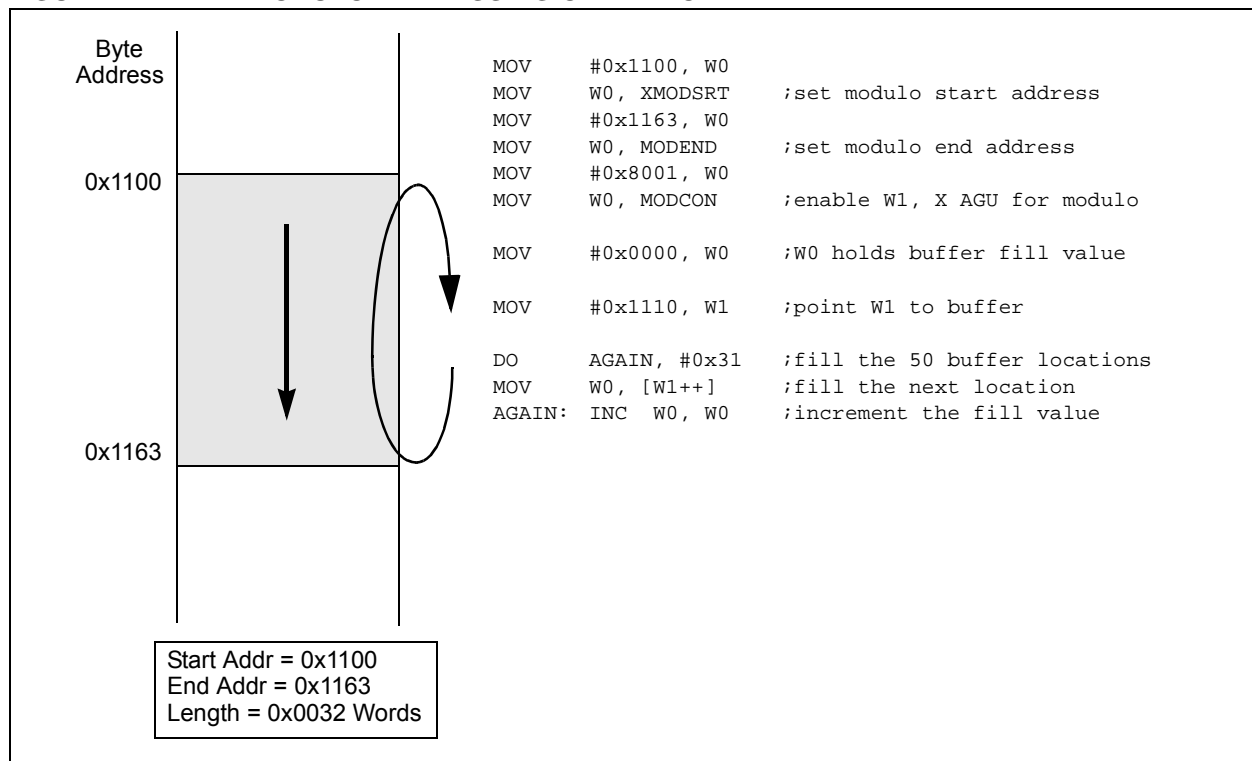 Byte
Address
0x1100
0x1163
MOV #0x1100, W0
MOV W0, XMODSRT ;set modulo start address
MOV #0x1163, W0
MOV W0, MODEND ;set modulo end address
MOV #0x8001, W0
MOV W0, MODCON ;enable W1, X AGU for modulo
MOV #0x0000, W0 ;W0 holds buffer fill value
MOV #0x1110, W1 ;point W1 to buffer
DO AGAIN, #0x31 ;fill the 50 buffer locations
MOV W0, [W1++] ;fill the next location
AGAIN: INC W0, W0 ;increment the fill value
Start Addr = 0x1100
End Addr = 0x1163
Length = 0x0032 Words